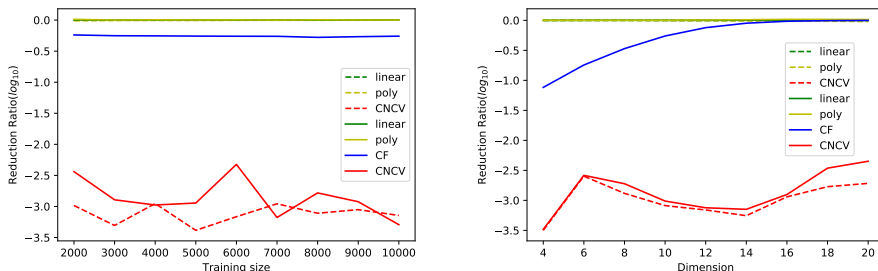 Reduction Ratio(log10)
0.0
−0.5
−1.0
−1.5
−2.0
−2.5
−3.0
−3.5
linear
poly
CNCV
linear
poly
CF
CNCV
2000 3000 4000 5000 6000 7000 8000 9000 10000
Training size
Reduction Ratio(log10)
0.0
−0.5
−1.0
−1.5
−2.0
−2.5
−3.0
−3.5
linear
poly
CNCV
linear
poly
CF
CNCV
4 6 8 10 12 14 16 18 20
Dimension